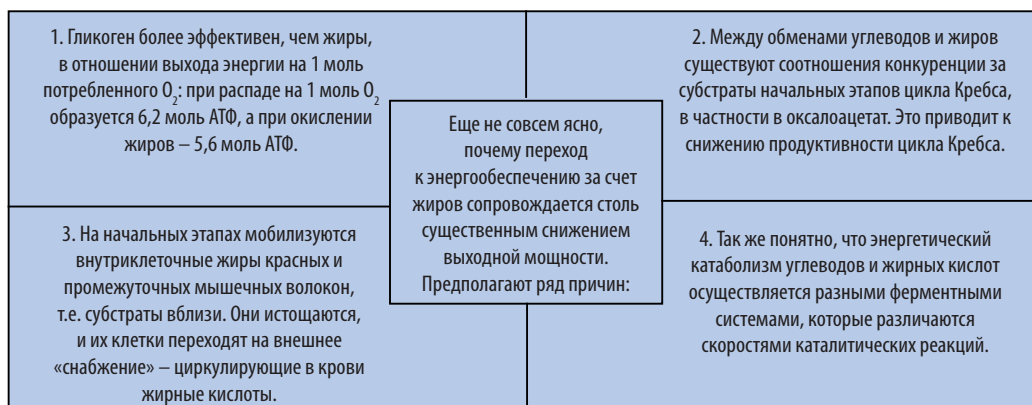 1. Гликоген более эффективен, чем жиры,
в отношении выхода энергии на 1 моль
потребленного O₂: при распаде на 1 моль O₂
образуется 6,2 моль АТФ, а при окислении
жиров – 5,6 моль АТФ.
2. Между обменами углеводов и жиров
существуют соотношения конкуренции за
субстраты начальных этапов цикла Кребса,
в частности в оксалоацетат. Это приводит к
снижению продуктивности цикла Кребса.
Еще не совсем ясно,
почему переход
к энергообеспечению за счет
жиров сопровождается столь
существенным снижением
выходной мощности.
Предполагают ряд причин:
3. На начальных этапах мобилизуются
внутриклеточные жиры красных и
промежуточных мышечных волокон,
т.е. субстраты вблизи. Они истощаются,
и их клетки переходят на внешнее
«снабжение» – циркулирующие в крови
жирные кислоты.
4. Так же понятно, что энергетический
катаболизм углеводов и жирных кислот
осуществляется разными ферментными
системами, которые различаются
скоростями каталитических реакций.